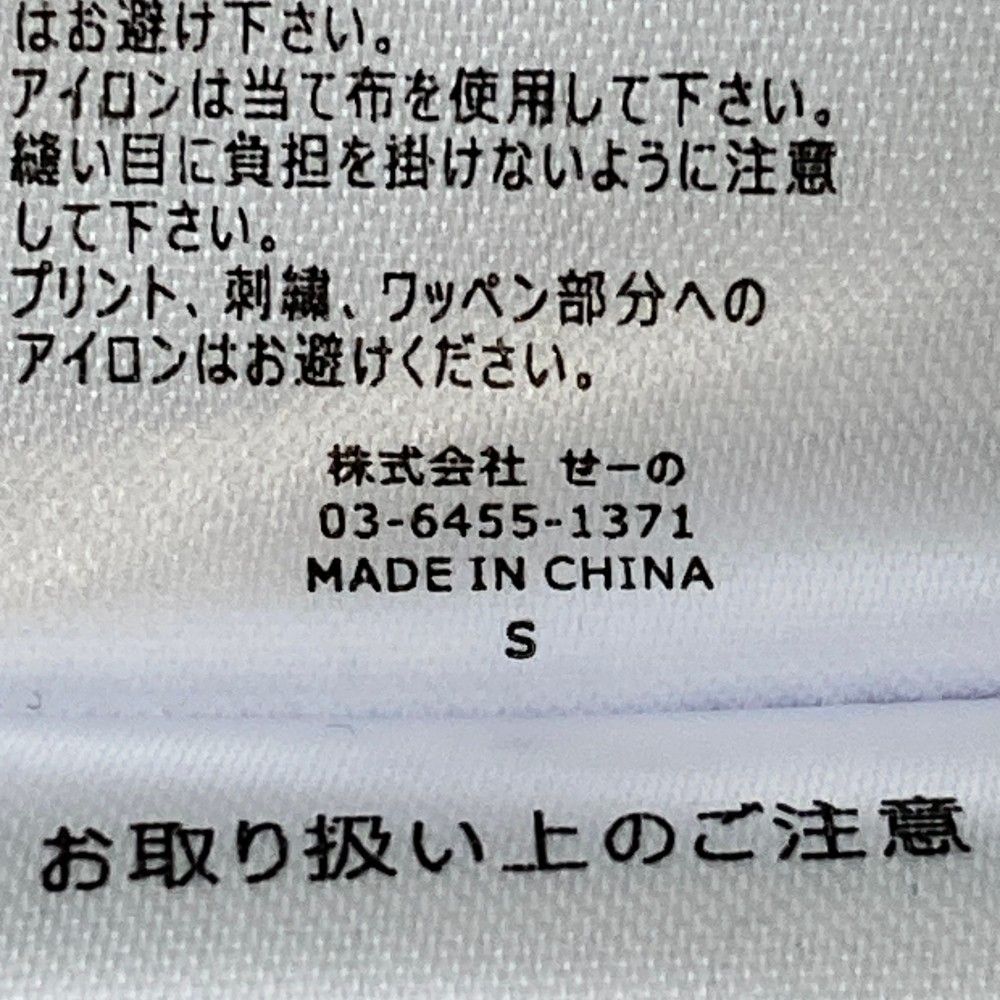 はお避け下さい。
アイロンは当て布を使用して下さい。
縫い目に負担を掛けないように注意
して下さい。
プリント、刺繍、ワッペン部分への
アイロンはお避けください。
株式会社 せーの
03-6455-1371
MADE IN CHINA
S
お取り扱い上のご注意